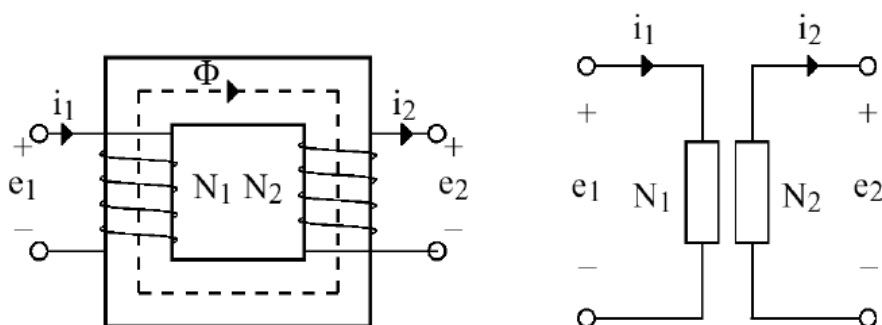 Φ
i1 i2
+ +
e1 N1 N2 e2
− −
i1 i2
+ +
e1 N1 N2 e2
− −